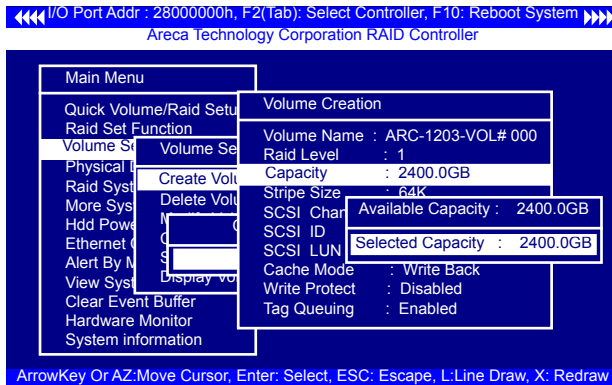 I/O Port Addr : 28000000h, F2(Tab): Select Controller, F10: Reboot System
Areca Technology Corporation RAID Controller
Main Menu
Quick Volume/Raid Setu
Raid Set Function
Volume Se
Physical
Raid Syst
More Sys
Hdd Powe
Ethernet
Alert By M
View Syst
Clear Event Buffer
Hardware Monitor
System information
Volume Se
Create Volu
Delete Volu
Display Vo
Volume Creation
Volume Name : ARC-1203-VOL# 000
Raid Level : 1
Capacity : 2400.0GB
Stripe Size : 64K
SCSI Chan
SCSI ID
SCSI LUN
Cache Mode : Write Back
Write Protect : Disabled
Tag Queuing : Enabled
Available Capacity : 2400.0GB
Selected Capacity : 2400.0GB
ArrowKey Or AZ:Move Cursor, Enter: Select, ESC: Escape, L:Line Draw, X: Redraw